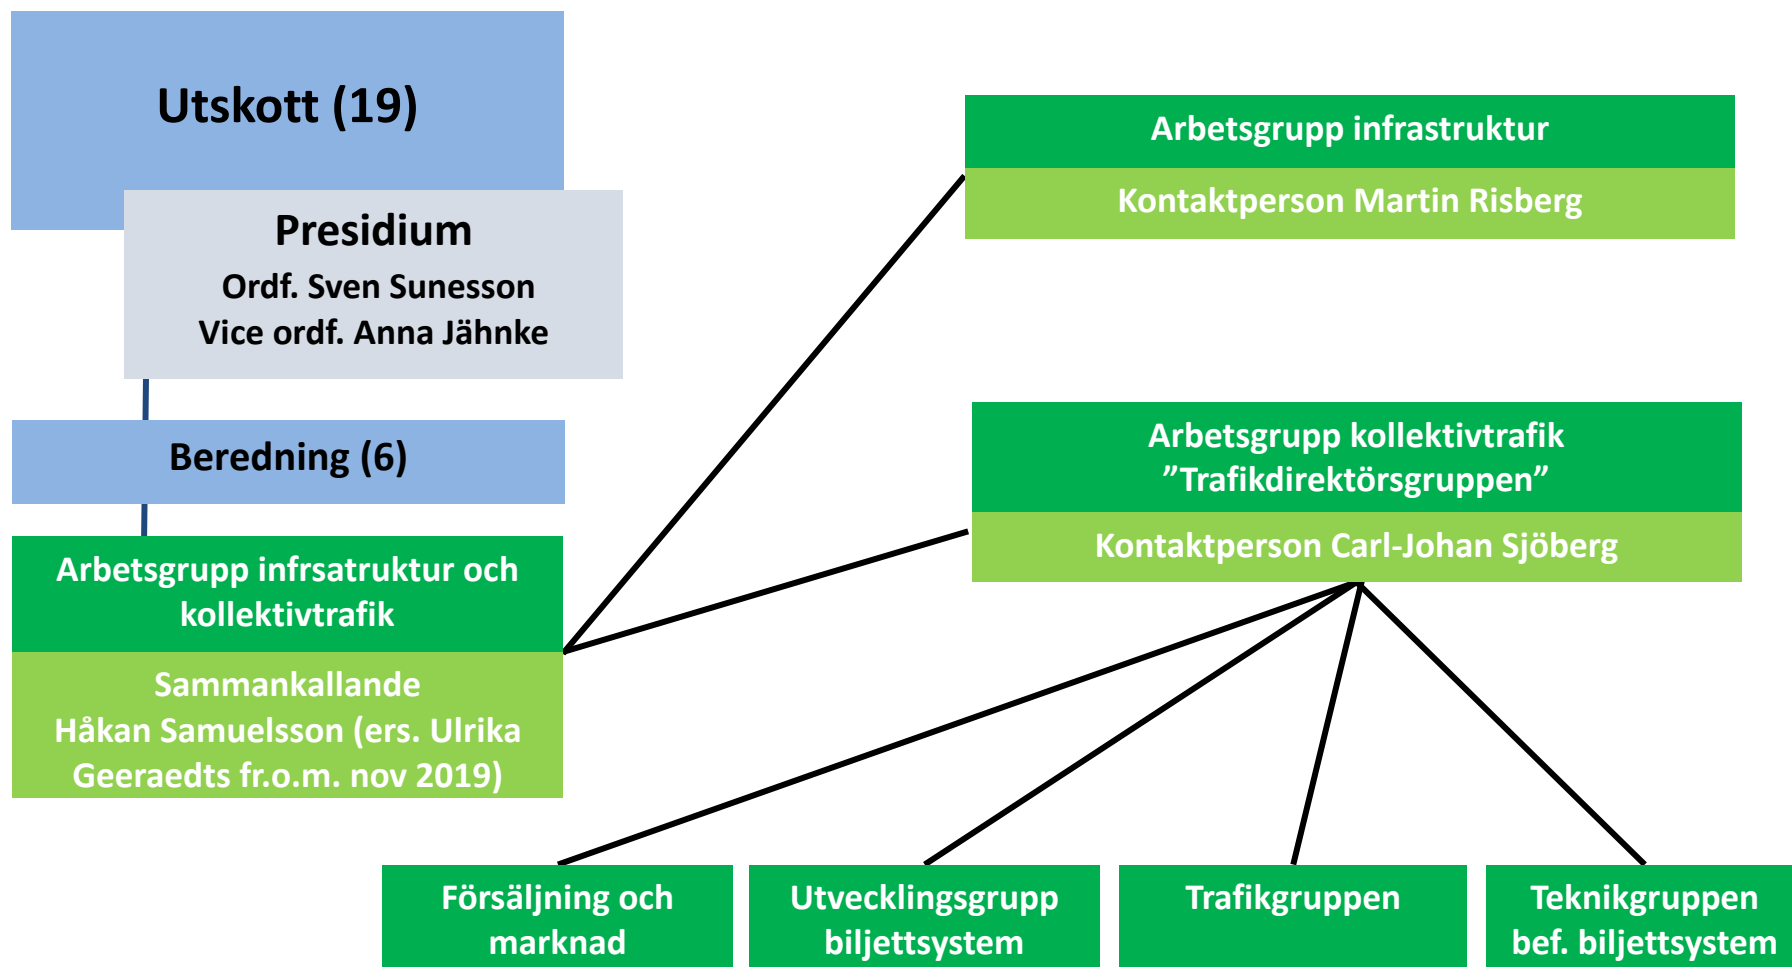 Utskott (19)
Presidium
Ordf. Sven Sunesson
Vice ordf. Anna Jähnke
Beredning (6)
Arbetsgrupp infrsatruktur och
kollektivtrafik
Sammankallande
Håkan Samuelsson (ers. Ulrika
Geeraedts fr.o.m. nov 2019)
Arbetsgrupp infrastruktur
Kontaktperson Martin Risberg
Arbetsgrupp kollektivtrafik
”Trafikdirektörsgruppen”
Kontaktperson Carl-Johan Sjöberg
Försäljning och
marknad
Utvecklingsgrupp
biljettsystem
Trafikgruppen
Teknikgruppen
bef. biljettsystem